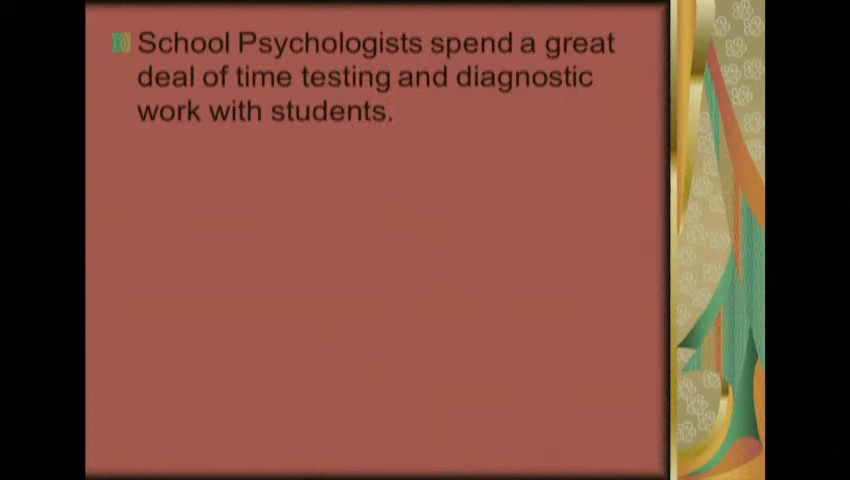 School Psychologists spend a great
deal of time testing and diagnostic
work with students.